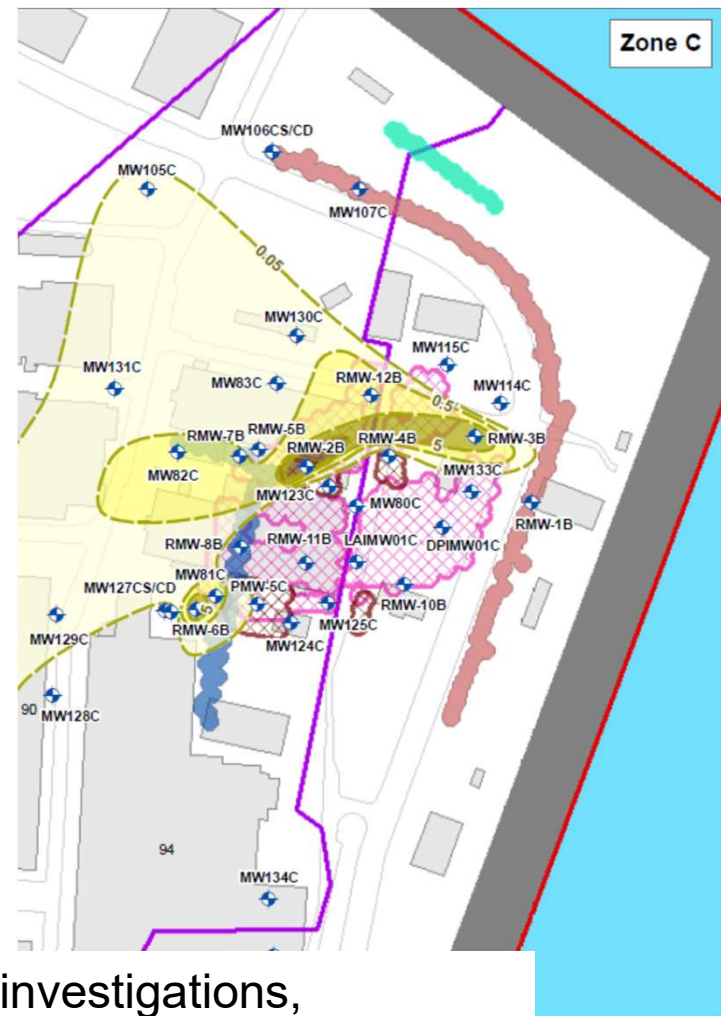 Zone C
MW106CS/CD
MW105C
MW107C
0.05
MW130C
MW115C
MW131C
MW83C
RMW-12B
MW114C
0.5
RMW-7B
RMW-5B
RMW-2B
RMW-4B
5
RMW-3B
MW82C
MW123C
MW133C
MW80C
RMW-1B
RMW-8B
RMW-11B
LAIMW01C
DPIMW01C
MW81C
MW127CS/CD
PMW-5C
5
RMW-10B
MW129C
RMW-6B
MW125C
MW124C
90
MW128C
94
MW134C
investigations,